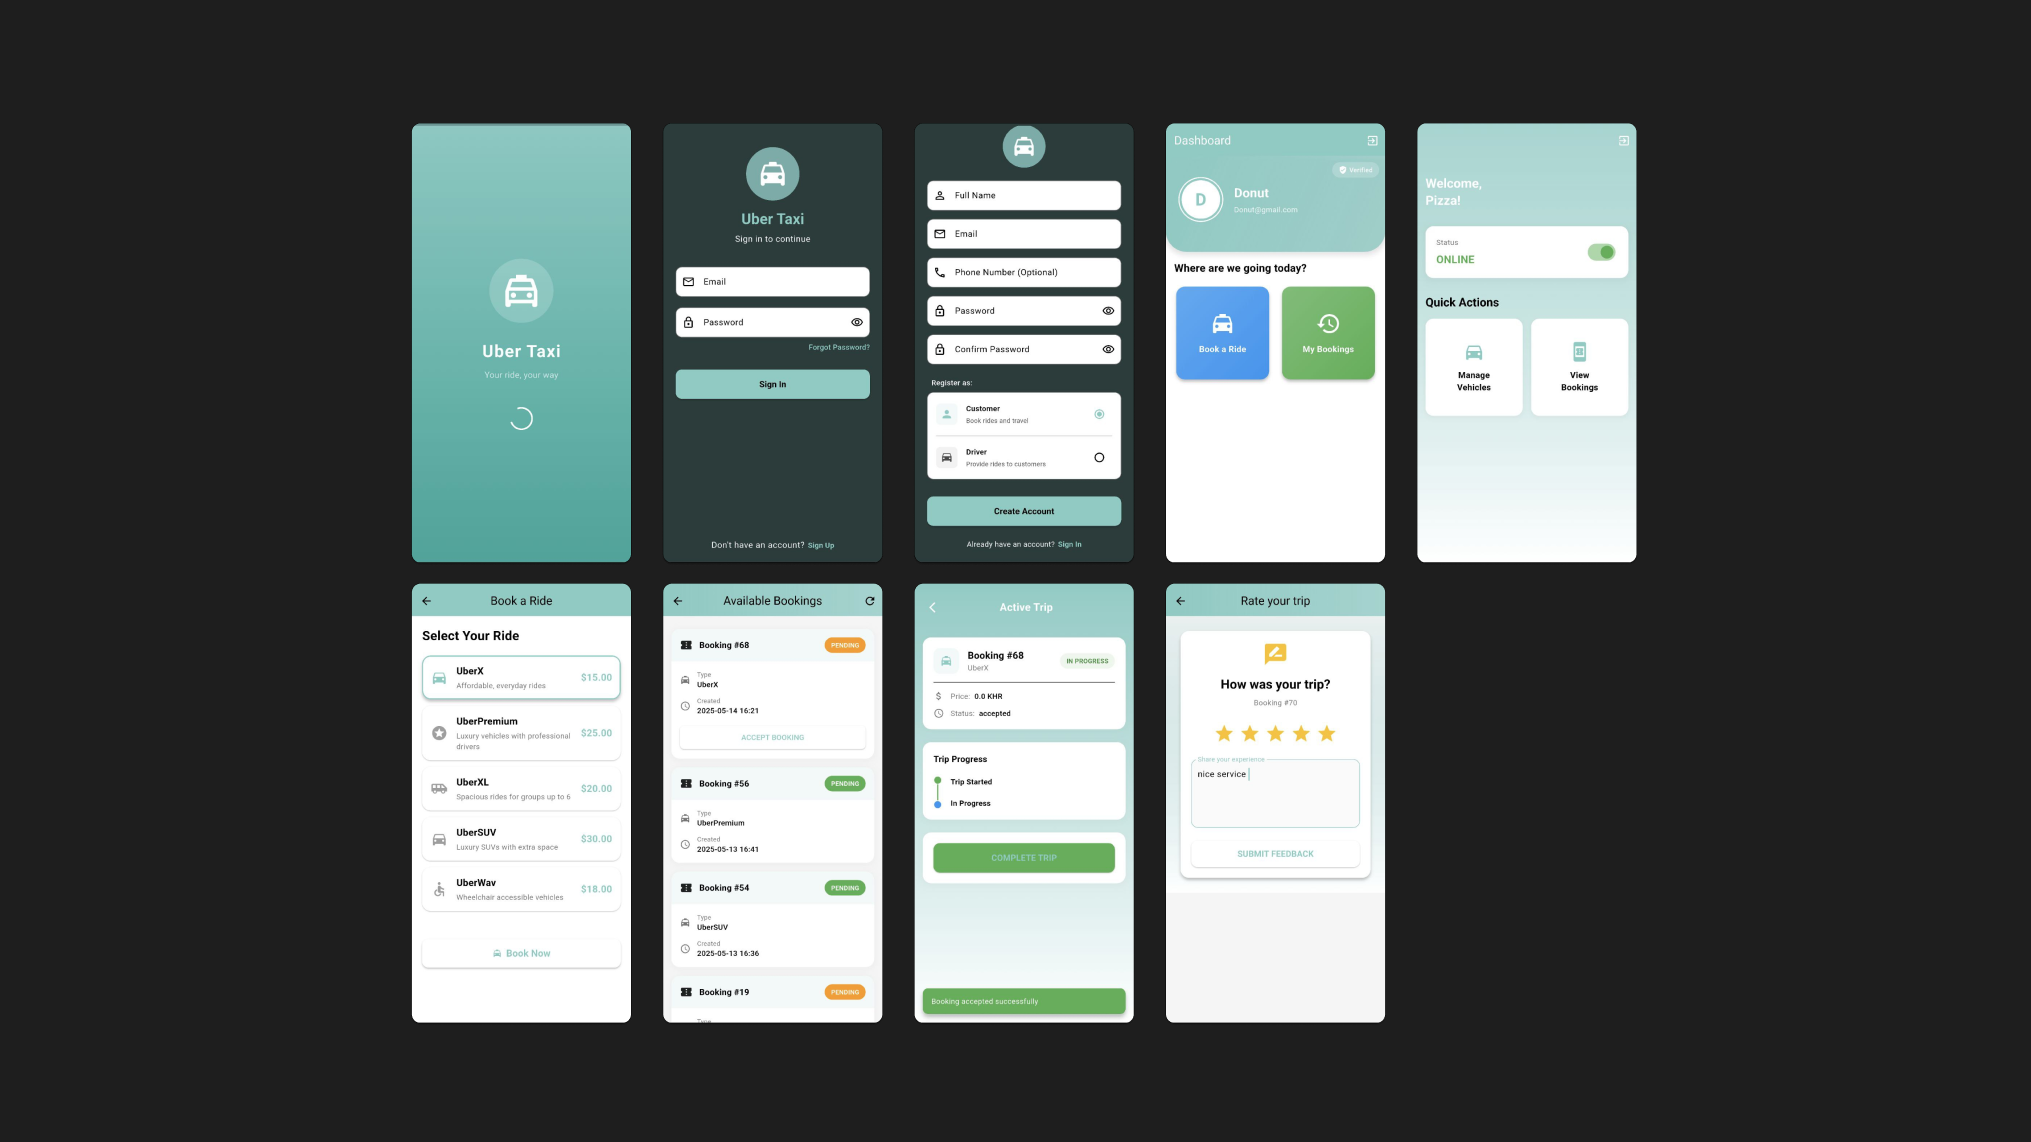 Uber Taxi
Your ride, your way
Uber Taxi
Sign in to continue
Email
Password
Forgot Password?
Sign In
Don't have an account? Sign Up
Full Name
Email
Phone Number (Optional)
Password
Confirm Password
Register as:
Customer
Book rides and travel
Driver
Provide rides to customers
Create Account
Already have an account? Sign In
Dashboard
Verified
D
Donut
Donut@gmail.com
Where are we going today?
Book a Ride
My Bookings
Welcome,
Pizza!
Status
ONLINE
Quick Actions
Manage
Vehicles
View
Bookings
Book a Ride
Select Your Ride
UberX
Affordable, everyday rides
$15.00
UberPremium
Luxury vehicles with professional
drivers
$25.00
UberXL
Spacious rides for groups up to 6
$20.00
UberSUV
Luxury SUVs with extra space
$30.00
UberWav
Wheelchair accessible vehicles
$18.00
Book Now
Available Bookings
Booking #68
PENDING
Type
UberX
Created
2025-05-14 16:21
ACCEPT BOOKING
Booking #56
PENDING
Type
UberPremium
Created
2025-05-13 16:41
Booking #54
PENDING
Type
UberSUV
Created
2025-05-13 16:36
Booking #19
PENDING
Type
Active Trip
Booking #68
UberX
IN PROGRESS
$ Price: 0.0 KHR
Status: accepted
Trip Progress
Trip Started
In Progress
COMPLETE TRIP
Booking accepted successfully
Rate your trip
How was your trip?
Booking #70
Share your experience
nice service
SUBMIT FEEDBACK